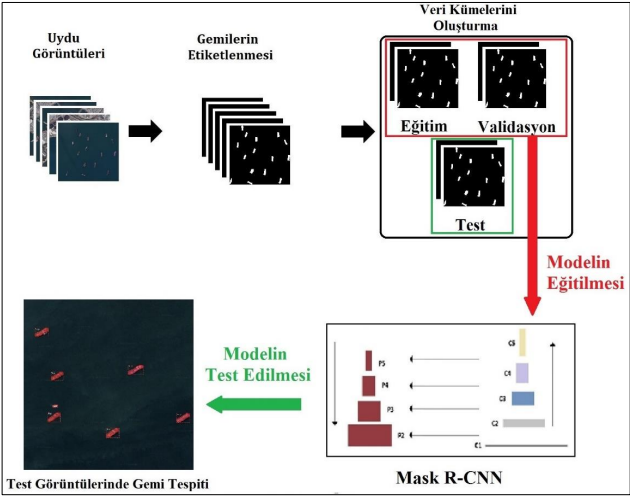 Uydu
Görüntüleri
Gemilerin
Etiketlenmesi
Veri Kümelerini
Oluşturma
Eğitim
Validasyon
Test
Modelin
Eğitilmesi
Modelin
Test Edilmesi
P5
P4
P3
P2
C5
C4
C3
C2
C1
Mask R-CNN
Test Görüntülerinde Gemi Tespiti